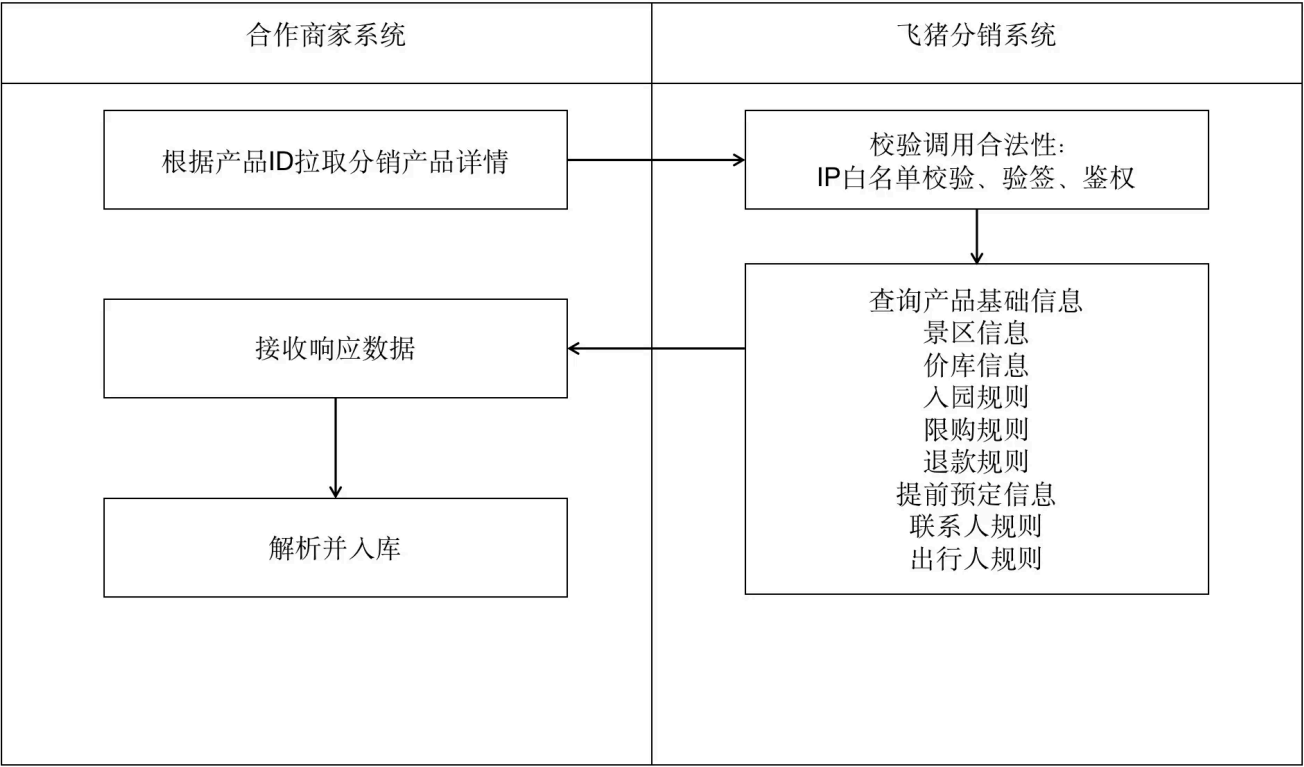 合作商家系统
飞猪分销系统
根据产品ID拉取分销产品详情
校验调用合法性：
IP白名单校验、验签、鉴权
查询产品基础信息
景区信息
价库信息
入园规则
限购规则
退款规则
提前预定信息
联系人规则
出行人规则
接收响应数据
解析并入库